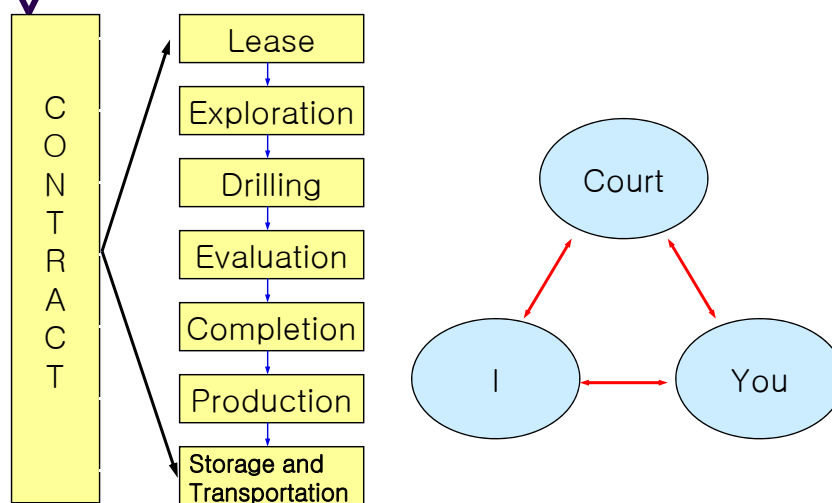 C
O
N
T
R
A
C
T
Lease
Exploration
Drilling
Evaluation
Completion
Production
Storage and
Transportation
Court
I
You